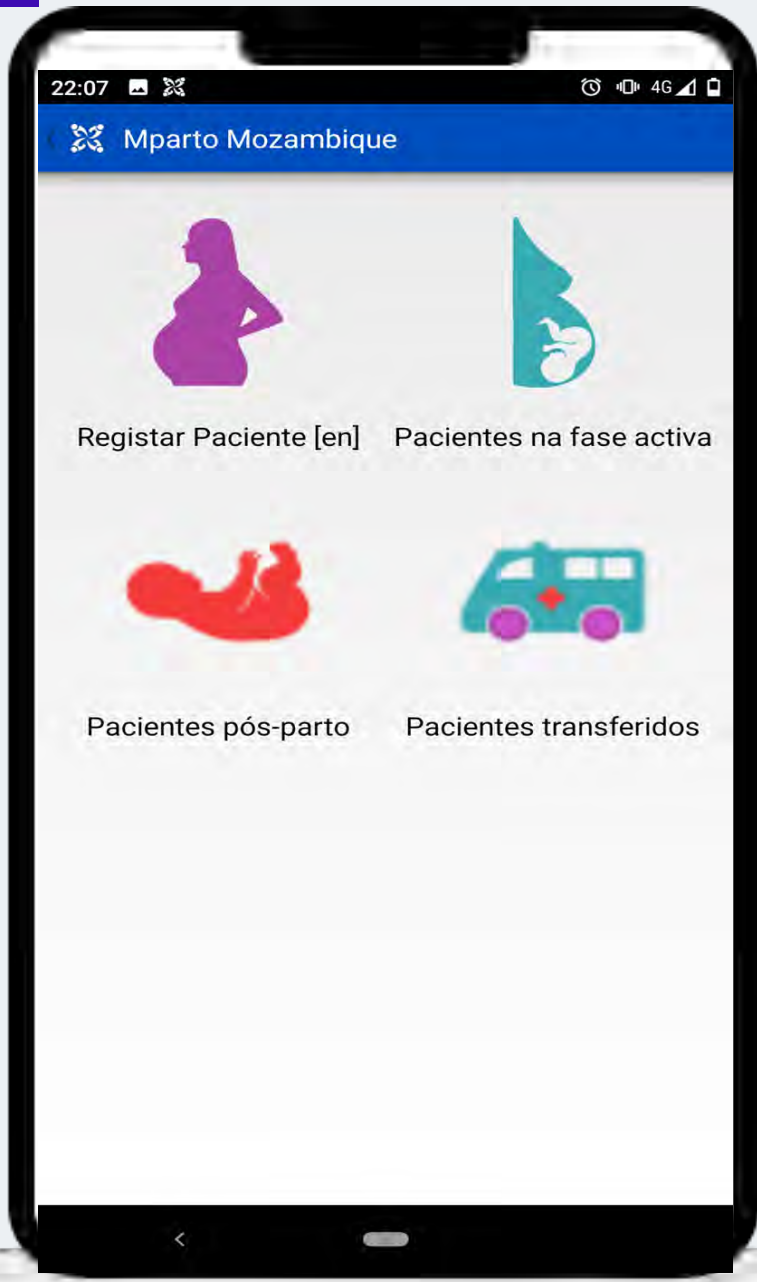 22:07 4G
Mparto Mozambique
Registar Paciente [en] Pacientes na fase activa
Pacientes pós-parto Pacientes transferidos